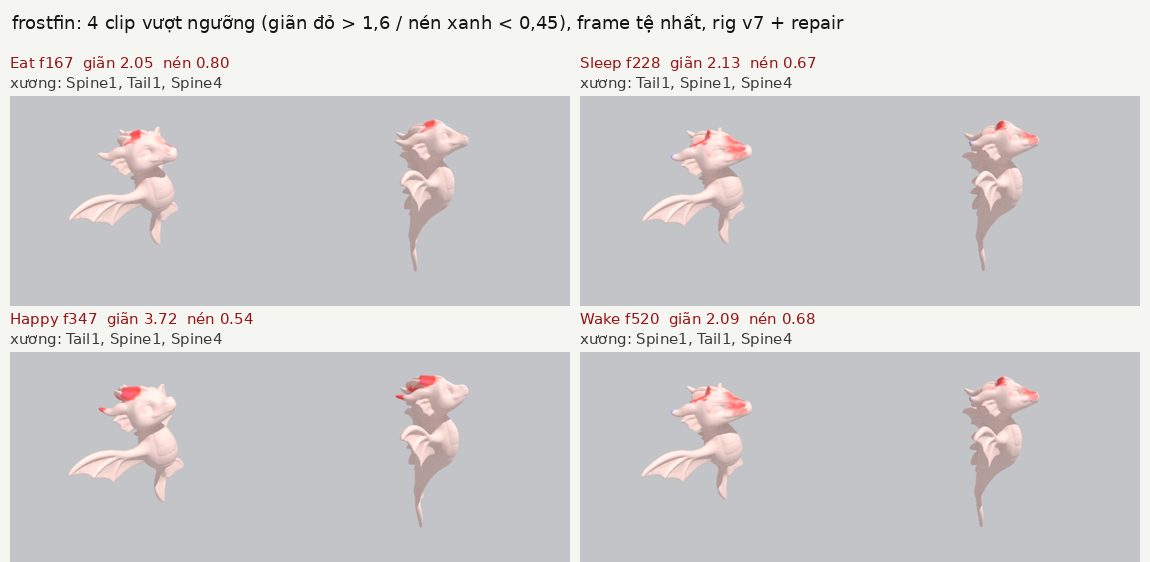 frostfin: 4 clip vượt ngưỡng (giãn đỏ > 1,6 / nén xanh < 0,45), frame tệ nhất, rig v7 + repair
Eat f167  giãn 2.05  nén 0.80
xương: Spine1, Tail1, Spine4
Sleep f228  giãn 2.13  nén 0.67
xương: Tail1, Spine1, Spine4
Happy f347  giãn 3.72  nén 0.54
xương: Tail1, Spine1, Spine4
Wake f520  giãn 2.09  nén 0.68
xương: Spine1, Tail1, Spine4